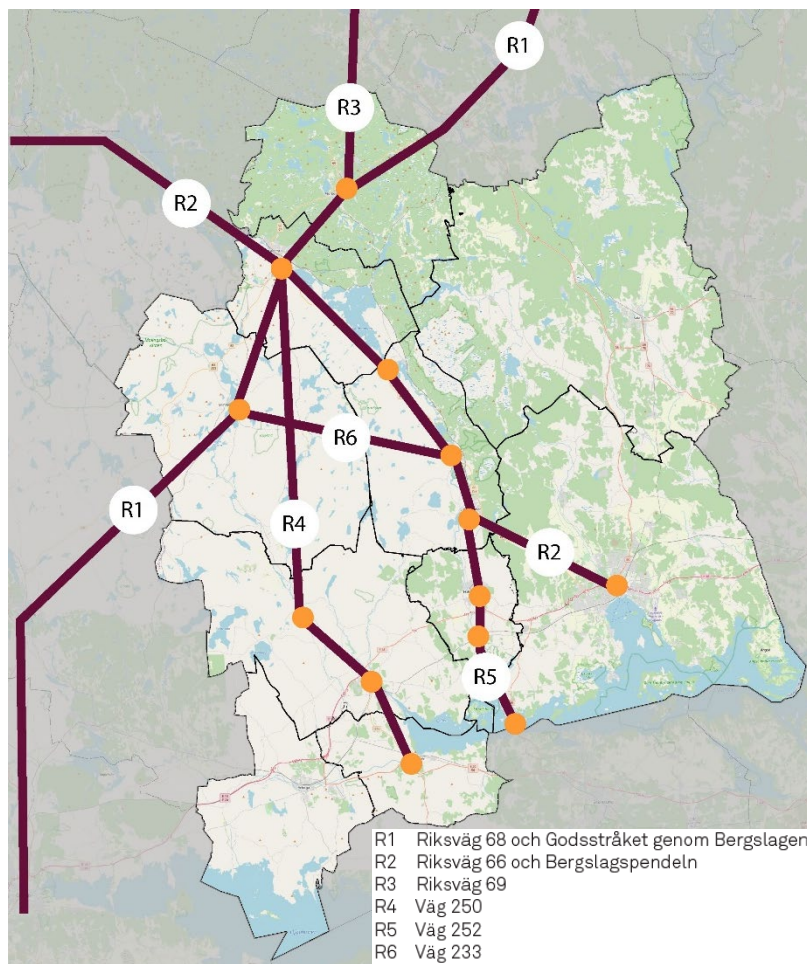 R1
R3
R2
R6
R1
R4
R2
R5
R1 Riksväg 68 och Godsstråket genom Bergslagen
R2 Riksväg 66 och Bergslagspendeln
R3 Riksväg 69
R4 Väg 250
R5 Väg 252
R6 Väg 233